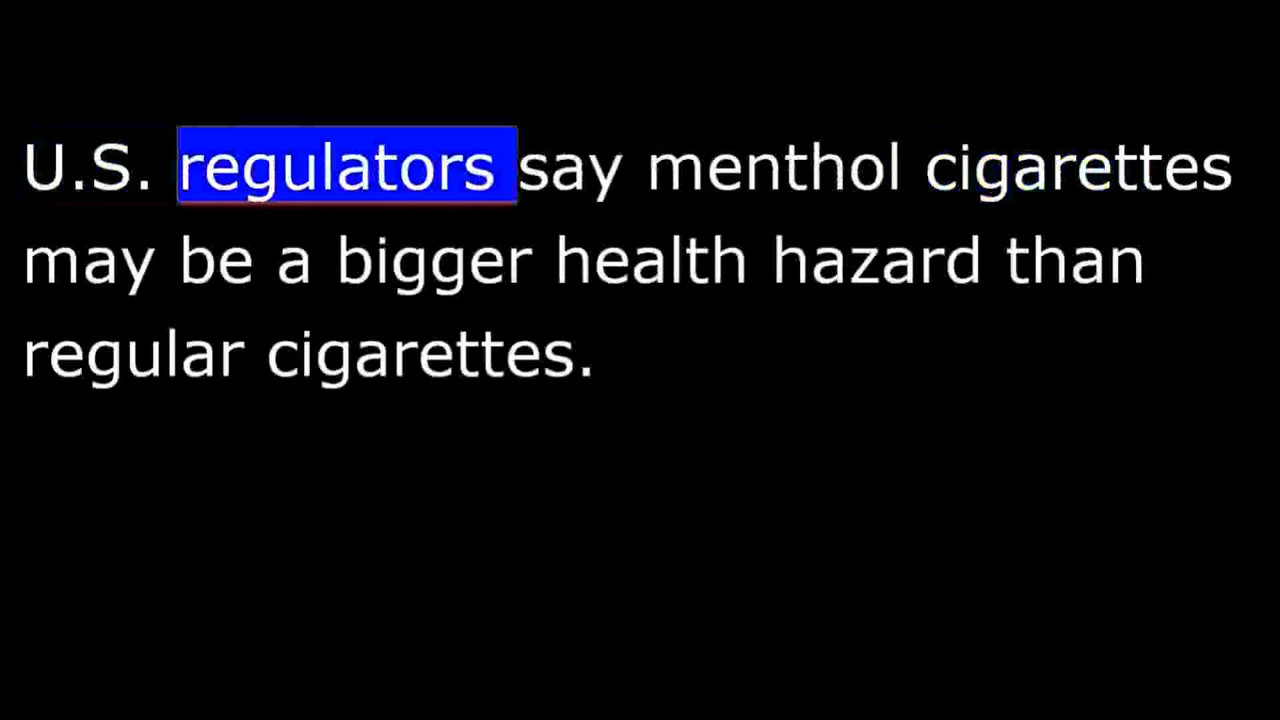 U.S. regulators say menthol cigarettes
may be a bigger health hazard than
regular cigarettes.